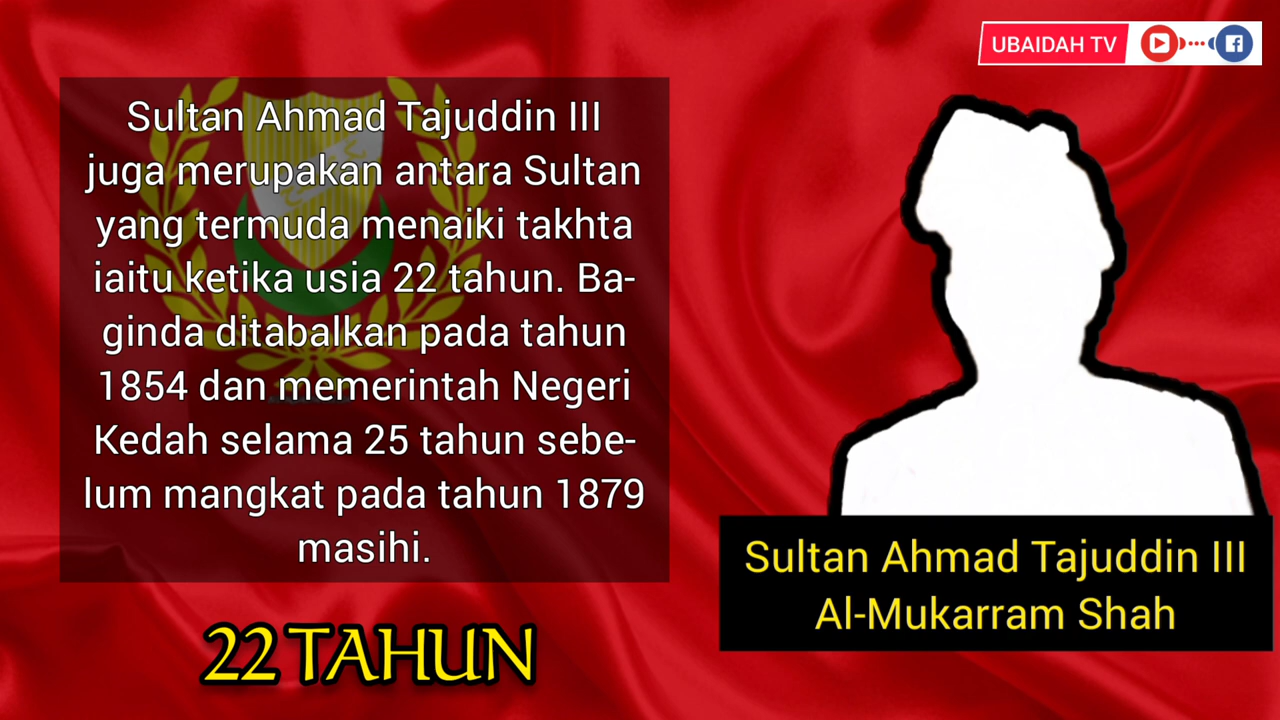 UBAIDAH TV
Sultan Ahmad Tajuddin III
juga merupakan antara Sultan
yang termuda menaiki takhta
iaitu ketika usia 22 tahun. Ba-
ginda ditabalkan pada tahun
1854 dan memerintah Negeri
Kedah selama 25 tahun sebe-
lum mangkat pada tahun 1879
masihi.
22 TAHUN
Sultan Ahmad Tajuddin III
Al-Mukarram Shah